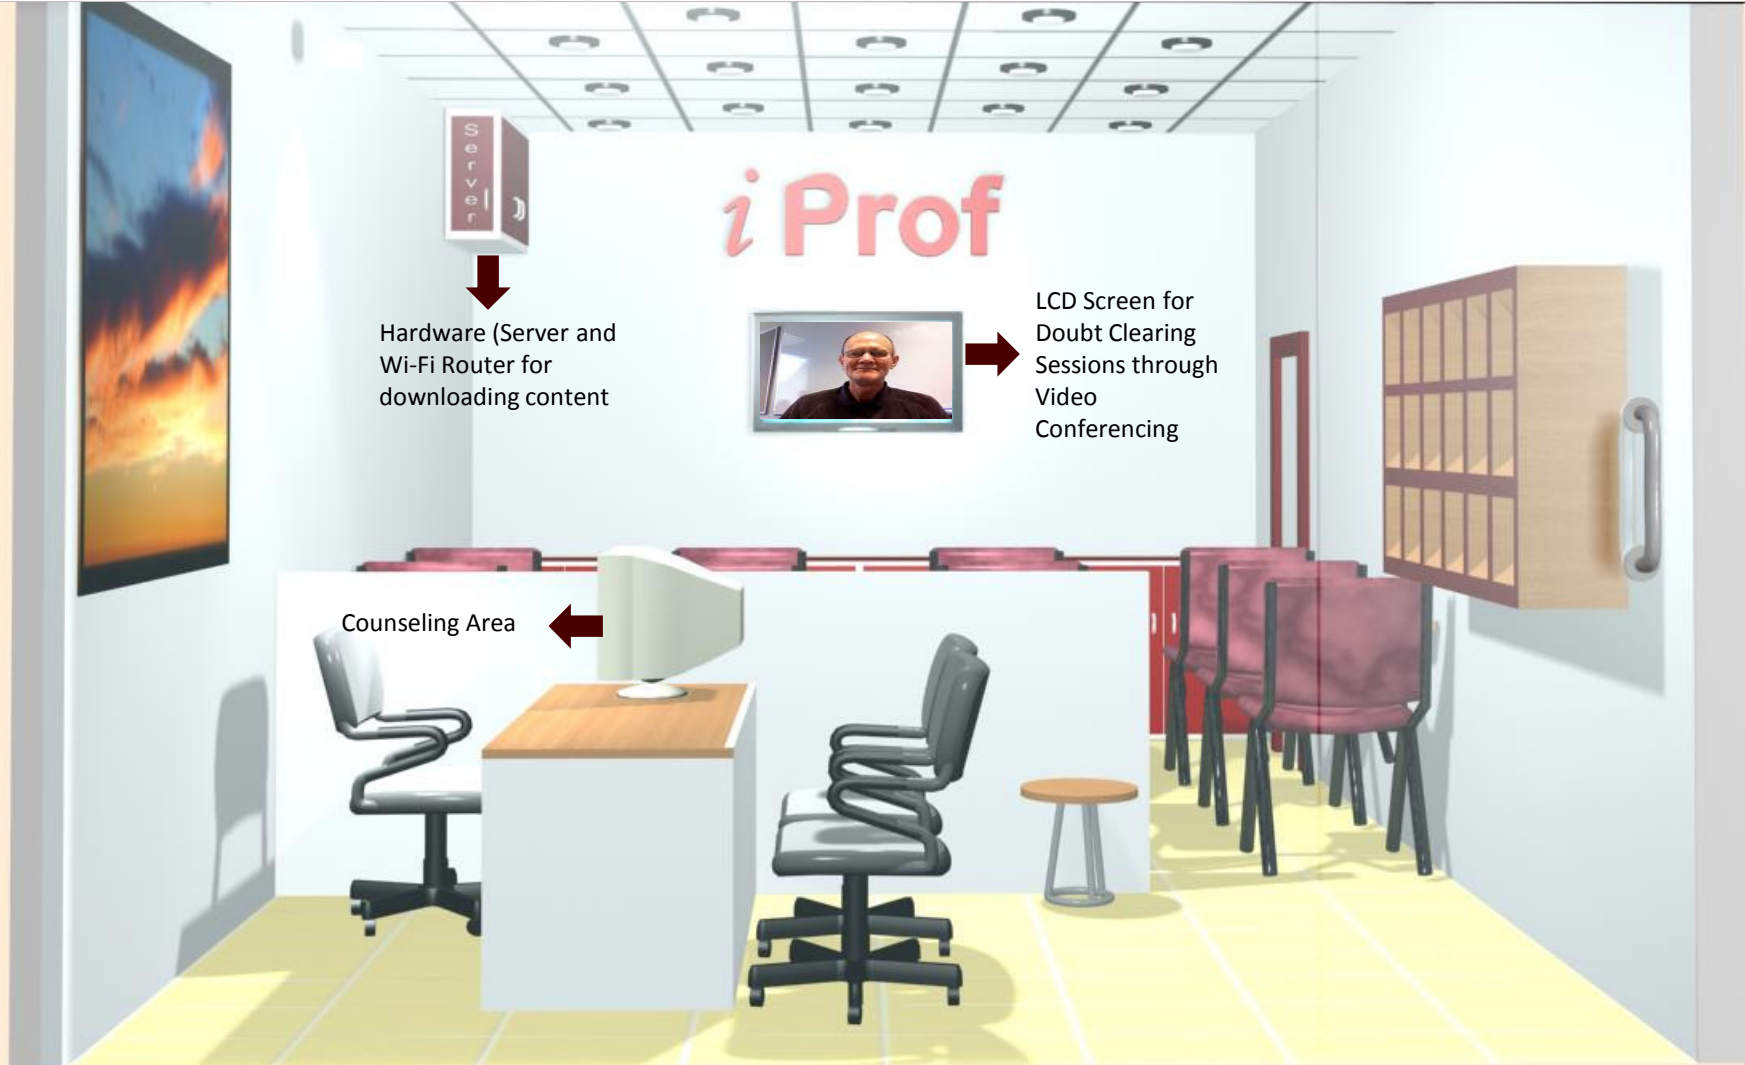 Server
i Prof
Hardware (Server and
Wi-Fi Router for
downloading content
LCD Screen for
Doubt Clearing
Sessions through
Video
Conferencing
Counseling Area